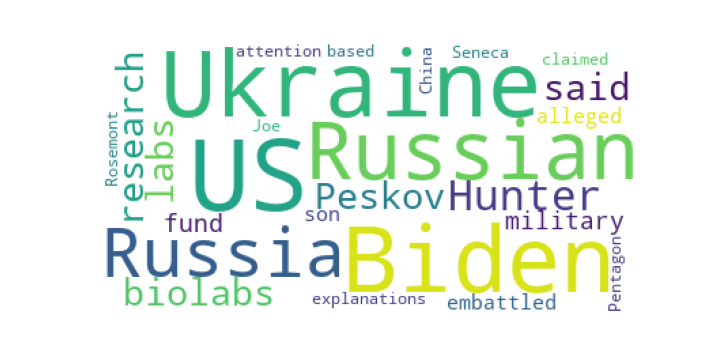 attention based China Seneca claimed
Ukraine said
research labs Rosemont Joe US Russian alleged
Peskov Hunter
fund son military
Russia Biden Pentagon
biolabs explanations embattled